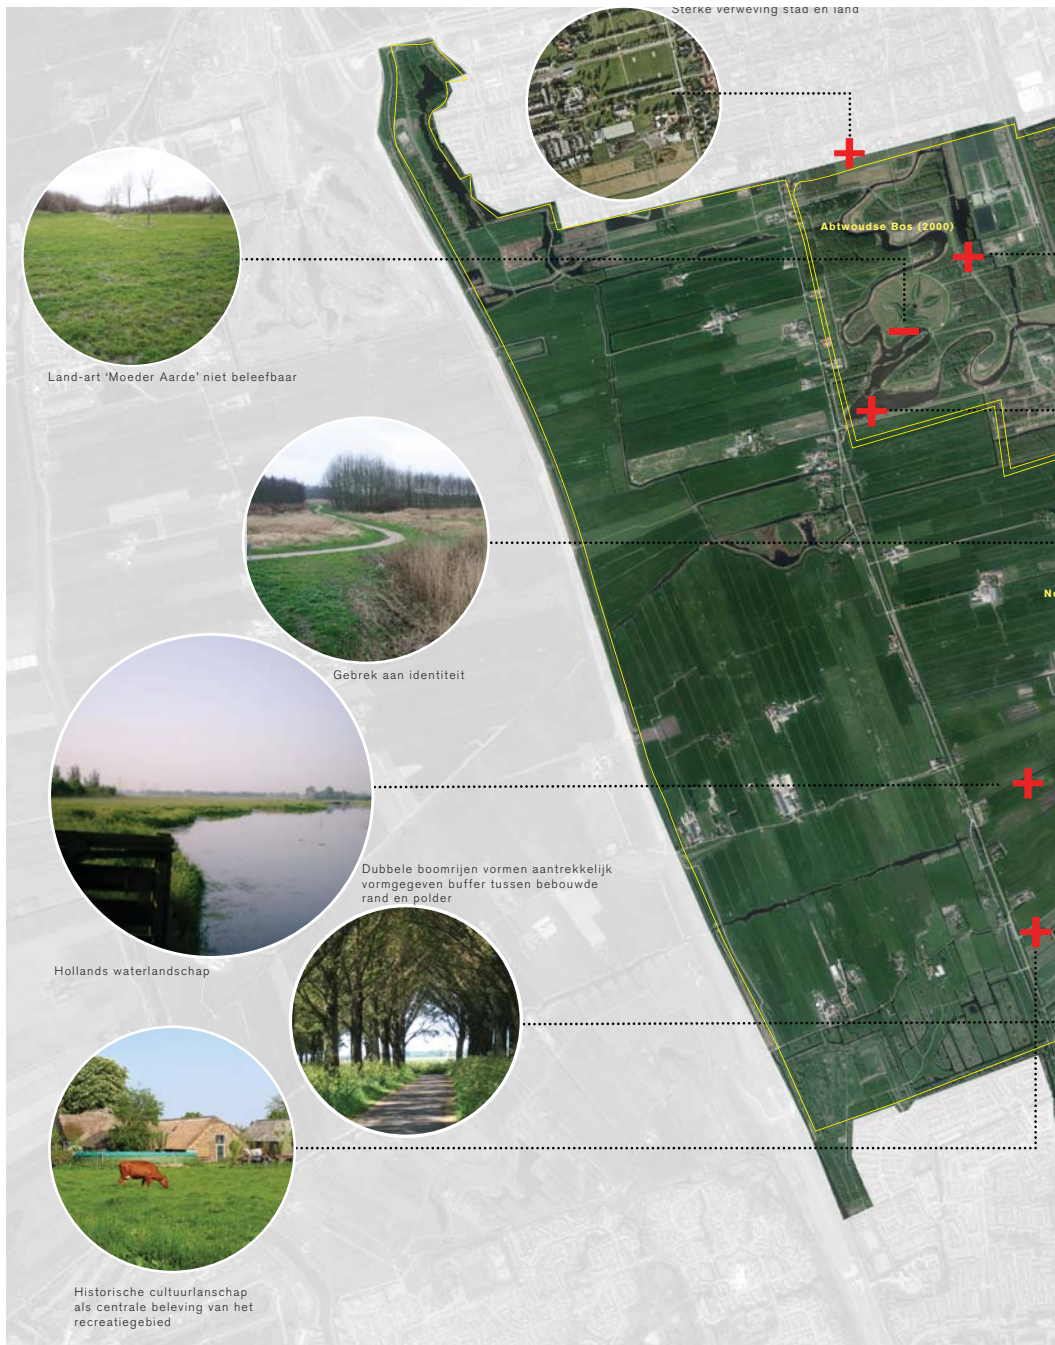 Sterke verweving stad en land
Abtwoudse Bos (2000)
Land-art ‘Moeder Aarde’ niet beleefbaar
Gebrek aan identiteit
Dubbele boomrijen vormen aantrekkelijk
vormgegeven buffer tussen bebouwde
rand en polder
Hollands waterlandschap
Historische cultuurlanschap
als centrale beleving van het
recreatiegebied